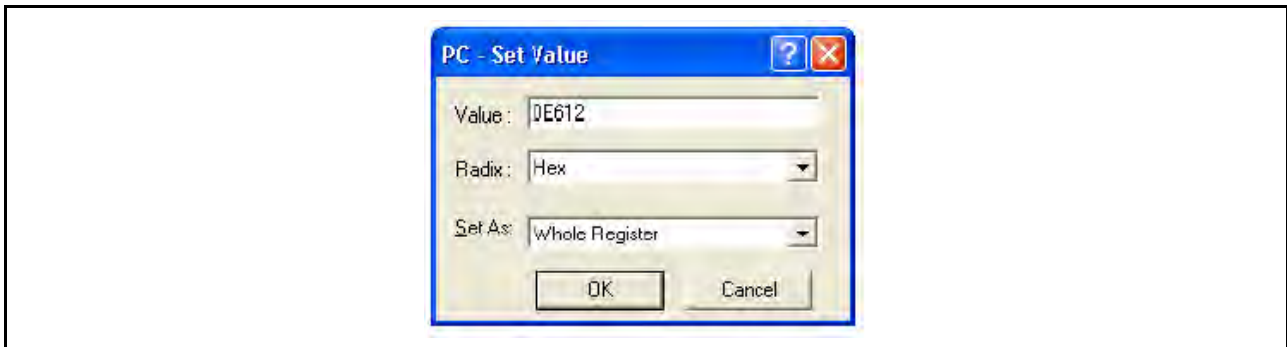 PC - Set Value
Value : 0E612
Radix : Hex
Set As: Whole Register
OK Cancel